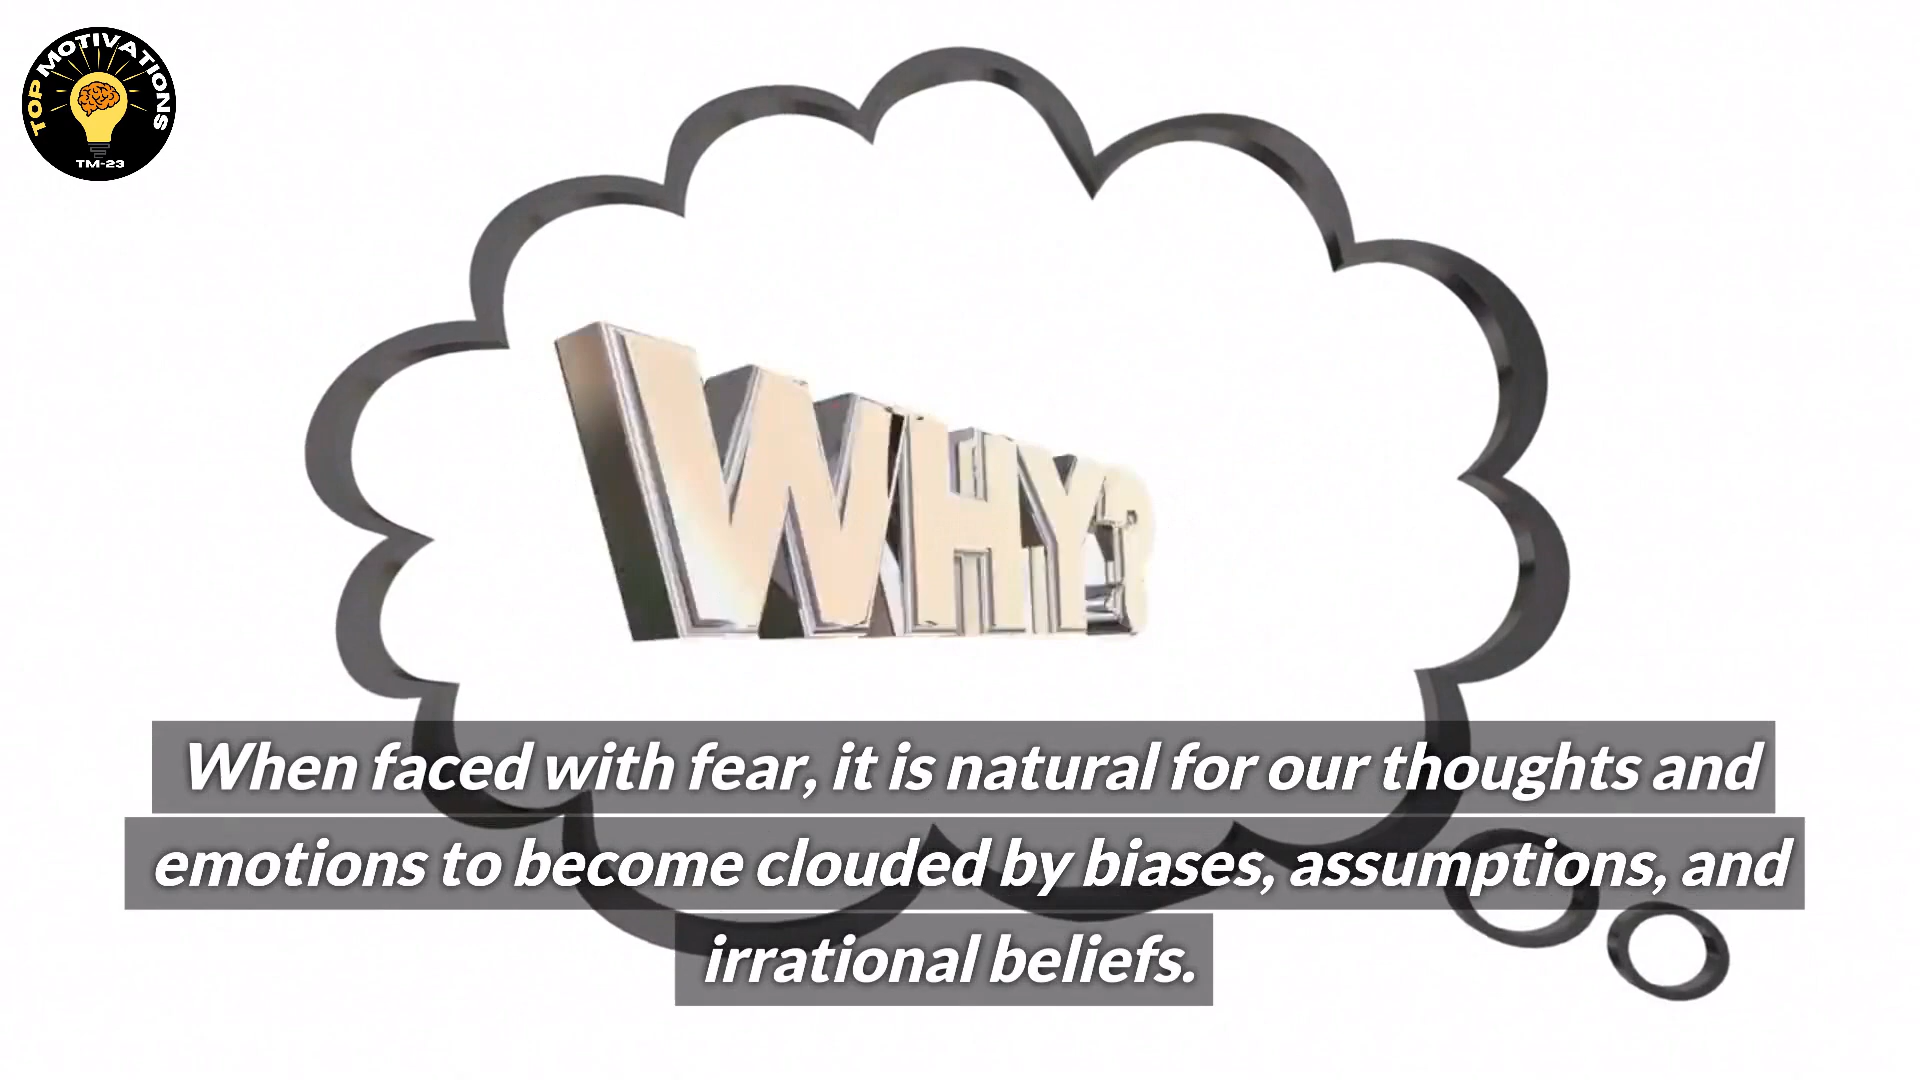 TOP MOTIVATIONS
TM-23
WHY?
When faced with fear, it is natural for our thoughts and
emotions to become clouded by biases, assumptions, and
irrational beliefs.